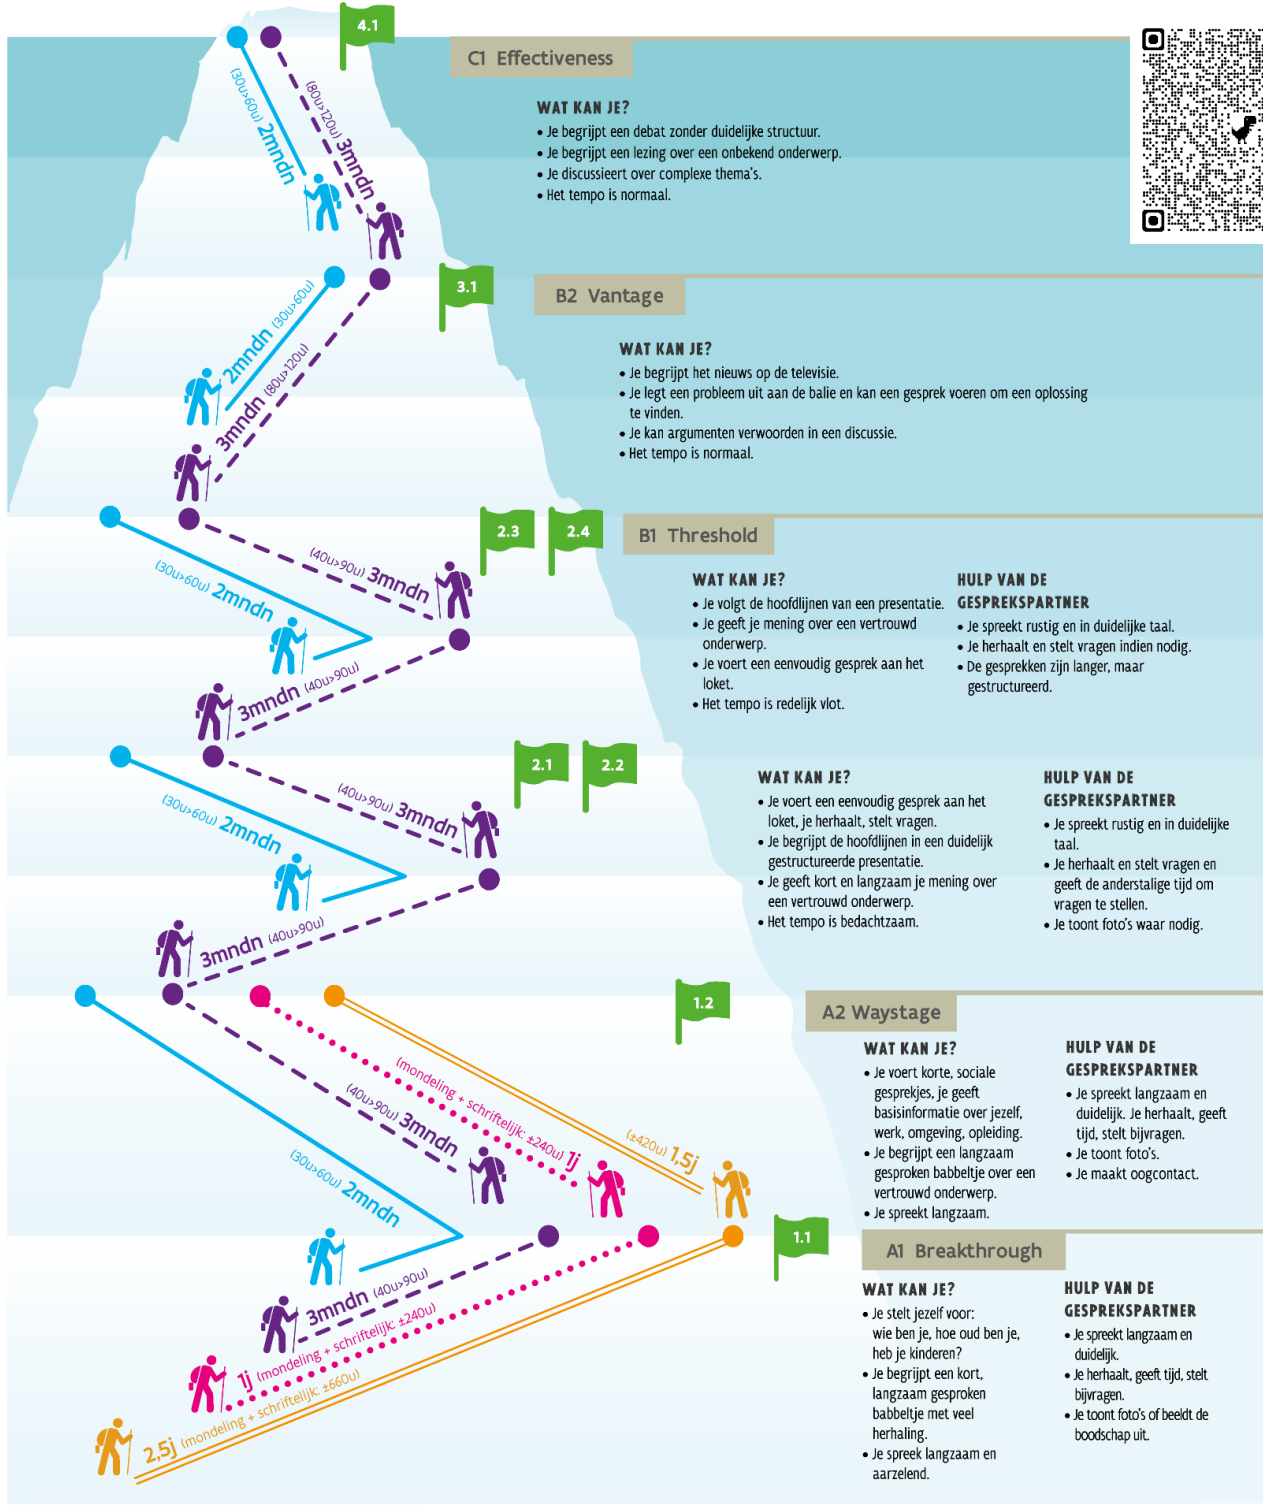 4.1
C1 Effectiveness
WAT KAN JE?
• Je begrijpt een debat zonder duidelijke structuur.
• Je begrijpt een lezing over een onbekend onderwerp.
• Je discussieert over complexe thema's.
• Het tempo is normaal.
(30u>60u) 2mndn
(80u>120u) 3mndn
3.1
B2 Vantage
WAT KAN JE?
• Je begrijpt het nieuws op de televisie.
• Je legt een probleem uit aan de balie en kan een gesprek voeren om een oplossing
te vinden.
• Je kan argumenten verwoorden in een discussie.
• Het tempo is normaal.
2mndn (30u>60u)
3mndn (80u>120u)
2.3
2.4
B1 Threshold
WAT KAN JE?
• Je volgt de hoofdlijnen van een presentatie.
• Je geeft je mening over een vertrouwd
onderwerp.
• Je voert een eenvoudig gesprek aan het
loket.
• Het tempo is redelijk vlot.
HULP VAN DE
GESPREKSPARTNER
• Je spreekt rustig en in duidelijke taal.
• Je herhaalt en stelt vragen indien nodig.
• De gesprekken zijn langer, maar
gestructureerd.
(40u>90u) 3mndn
(30u>60u) 2mndn
3mndn (40u>90u)
2.1
2.2
WAT KAN JE?
• Je voert een eenvoudig gesprek aan het
loket, je herhaalt, stelt vragen.
• Je begrijpt de hoofdlijnen in een duidelijk
gestructureerde presentatie.
• Je geeft kort en langzaam je mening over
een vertrouwd onderwerp.
• Het tempo is bedachtzaam.
HULP VAN DE
GESPREKSPARTNER
• Je spreekt rustig en in duidelijke
taal.
• Je herhaalt en stelt vragen en
geeft de anderstalige tijd om
vragen te stellen.
• Je toont foto's waar nodig.
(40u>90u) 3mndn
(30u>60u) 2mndn
3mndn (40u>90u)
1.2
A2 Waystage
WAT KAN JE?
• Je voert korte, sociale
gesprekjes, je geeft
basisinformatie over jezelf,
werk, omgeving, opleiding.
• Je begrijpt een langzaam
gesproken babbeltje over een
vertrouwd onderwerp.
• Je spreekt langzaam.
HULP VAN DE
GESPREKSPARTNER
• Je spreekt langzaam en
duidelijk. Je herhaalt, geeft
tijd, stelt bijvragen.
• Je toont foto's.
• Je maakt oogcontact.
(mondeling + schriftelijk: ±240u) 1j
(40u>90u) 3mndn
(±420u) 1,5j
(30u>60u) 2mndn
1.1
A1 Breakthrough
WAT KAN JE?
• Je stelt jezelf voor:
wie ben je, hoe oud ben je,
heb je kinderen?
• Je begrijpt een kort,
langzaam gesproken
babbeltje met veel
herhaling.
• Je spreek langzaam en
aarzelend.
HULP VAN DE
GESPREKSPARTNER
• Je spreekt langzaam en
duidelijk.
• Je herhaalt, geeft tijd, stelt
bijvragen.
• Je toont foto's of beeldt de
boodschap uit.
3mndn (40u>90u)
1j (mondeling + schriftelijk: ±240u)
2,5j (mondeling + schriftelijk: ±660u)